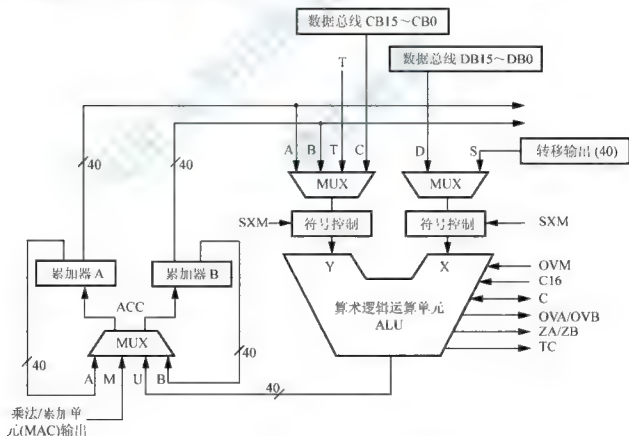 数据总线 CB15～CB0
数据总线 DB15～DB0
T
A
B
T
C
D
S
转移输出 (40)
40
40
MUX
MUX
SXM
符号控制
符号控制
SXM
Y
X
OVM
C16
C
OVA/OVB
ZA/ZB
TC
算术逻辑运算单元
ALU
累加器 A
累加器 B
ACC
MUX
40
40
A
M
U
B
40
乘法/累加单
元(MAC)输出